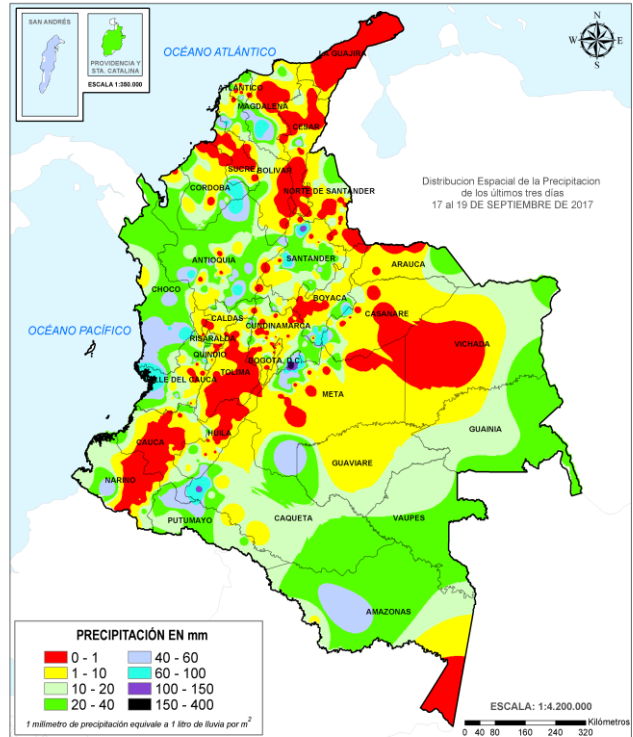 SAN ANDRÉS
PROVIDENCIA Y
STA. CATALINA
ESCALA 1:350.000
OCÉANO ATLÁNTICO
N
W
E
S
LA GUAJIRA
ATLÁNTICO
MAGDALENA
CESAR
SUCRE
BOLIVAR
CORDOBA
NORTE DE SANTANDER
Distribucion Espacial de la Precipitacion
de los últimos tres días
17 al 19 DE SEPTIEMBRE DE 2017
ANTIOQUIA
SANTANDER
ARAUCA
CHOCO
BOYACA
CASANARE
OCÉANO PACÍFICO
CALDAS
CUNDINAMARCA
RISARALDA
VICHADA
QUINDIO
BOGOTA, D.C.
TOLIMA
VALLE DEL CAUCA
META
GUAINIA
HUILA
CAUCA
GUAVIARE
NARIÑO
CAQUETA
VAUPES
PUTUMAYO
AMAZONAS
PRECIPITACIÓN EN mm
0 - 1
40 - 60
1 - 10
60 - 100
10 - 20
100 - 150
20 - 40
150 - 400
1 milímetro de precipitación equivale a 1 litro de lluvia por m²
ESCALA: 1:4.200.000
Kilómetros
0 40 80 160 240 320